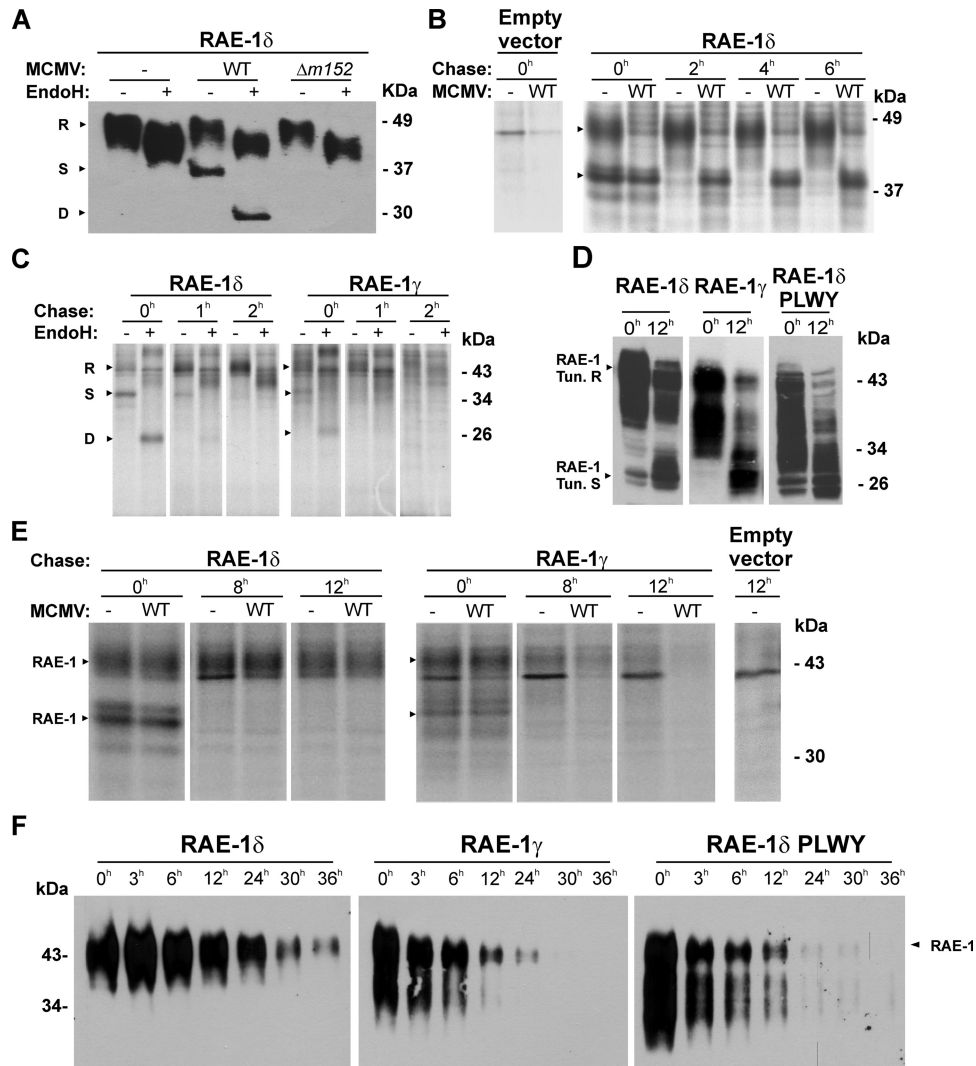 A
RAE-1δ
MCMV: - WT Δm152
EndoH: - + - + - + KDa
R - 49
S - 37
D - 30
B
Empty vector RAE-1δ
Chase: 0h 0h 2h 4h 6h
MCMV: - WT - WT - WT - WT - WT kDa
- 49
- 37
C
RAE-1δ RAE-1γ
Chase: 0h 1h 2h 0h 1h 2h
EndoH: - + - + - + - + - + - + kDa
R - 43
S - 34
D - 26
D
RAE-1δ RAE-1γ RAE-1δ PLWY
0h 12h 0h 12h 0h 12h kDa
RAE-1 Tun. R - 43
- 34
RAE-1 Tun. S - 26
E
Chase: RAE-1δ RAE-1γ Empty vector
0h 8h 12h 0h 8h 12h 12h
MCMV: - WT - WT - WT - WT - WT - WT -
kDa
RAE-1 - 43
RAE-1
- 30
F
RAE-1δ RAE-1γ RAE-1δ PLWY
0h 3h 6h 12h 24h 30h 36h 0h 3h 6h 12h 24h 30h 36h 0h 3h 6h 12h 24h 30h 36h
kDa
43- RAE-1
34-